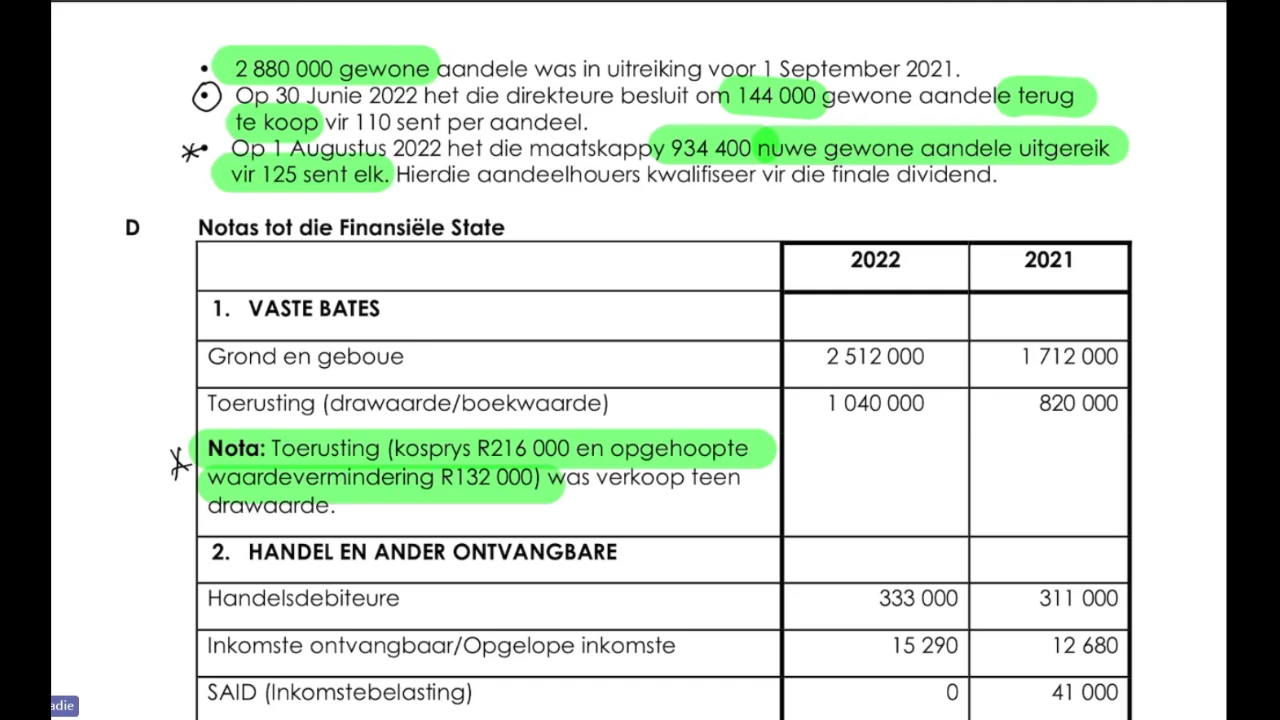 • 2 880 000 gewone aandele was in uitreiking voor 1 September 2021.
• Op 30 Junie 2022 het die direkteure besluit om 144 000 gewone aandele terug
te koop vir 110 sent per aandeel.
• Op 1 Augustus 2022 het die maatskappy 934 400 nuwe gewone aandele uitgereik
vir 125 sent elk. Hierdie aandeelhouers kwalifiseer vir die finale dividend.
D Notas tot die Finansiële State
2022 2021
1. VASTE BATES
Grond en geboue 2 512 000 1 712 000
Toerusting (drawaarde/boekwaarde) 1 040 000 820 000
Nota: Toerusting (kosprys R216 000 en opgehoopte
waardevermindering R132 000) was verkoop teen
drawaarde.
2. HANDEL EN ANDER ONTVANGBARE
Handelsdebiteure 333 000 311 000
Inkomste ontvangbaar/Opgelope inkomste 15 290 12 680
SAID (Inkomstebelasting) 0 41 000
adie